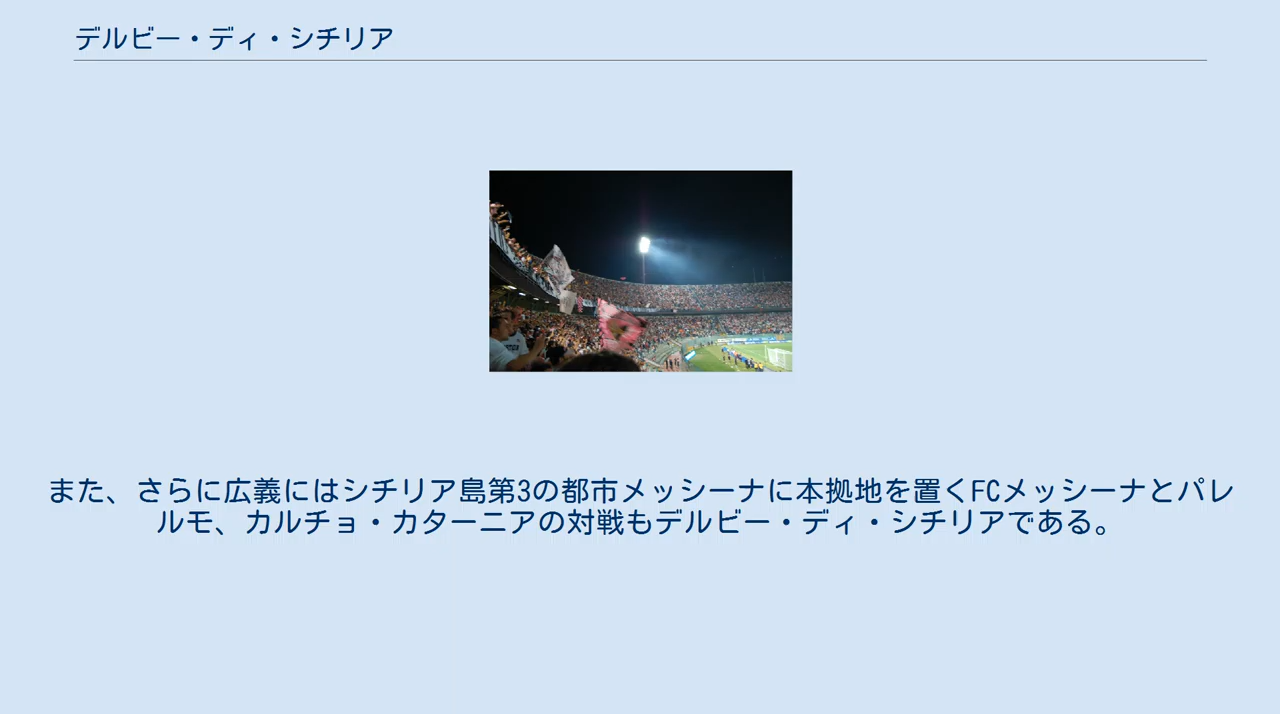 デルビー・ディ・シチリア
また、さらに広義にはシチリア島第3の都市メッシーナに本拠地を置くFCメッシーナとパレ
ルモ、カルチョ・カターニアの対戦もデルビー・ディ・シチリアである。